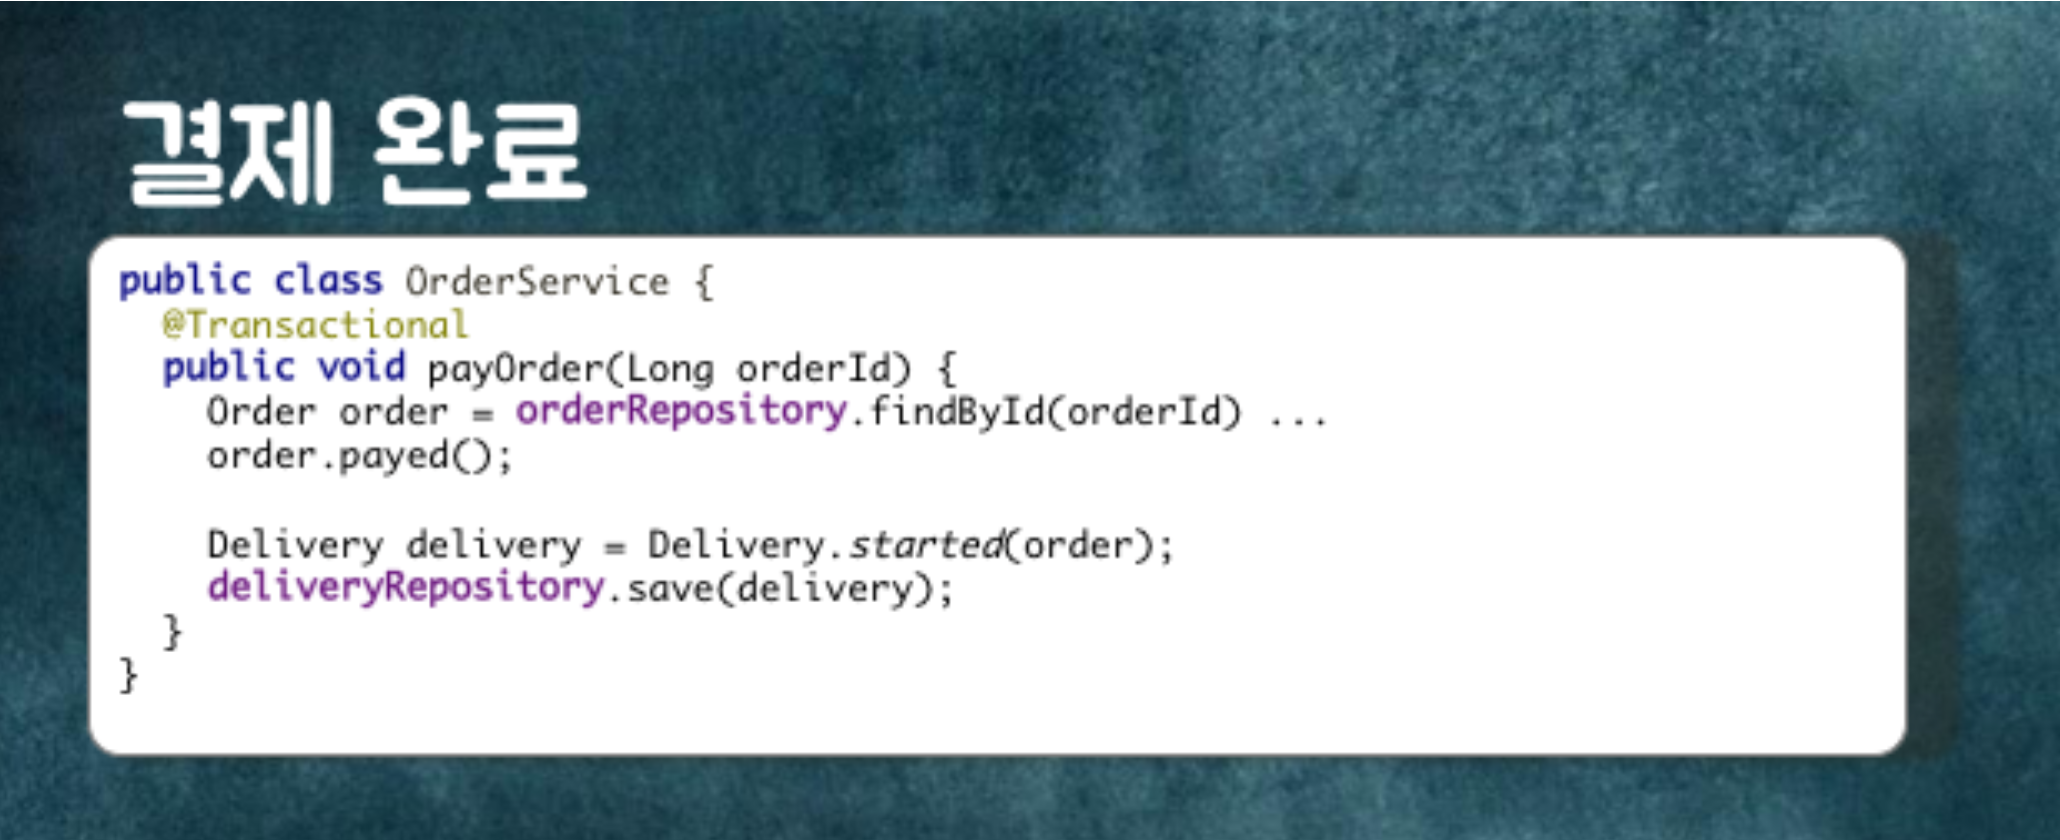 결제 완료
public class OrderService {
@Transactional
public void payOrder(Long orderId) {
Order order = orderRepository.findById(orderId) ...
order.payed();
Delivery delivery = Delivery.started(order);
deliveryRepository.save(delivery);
}
}